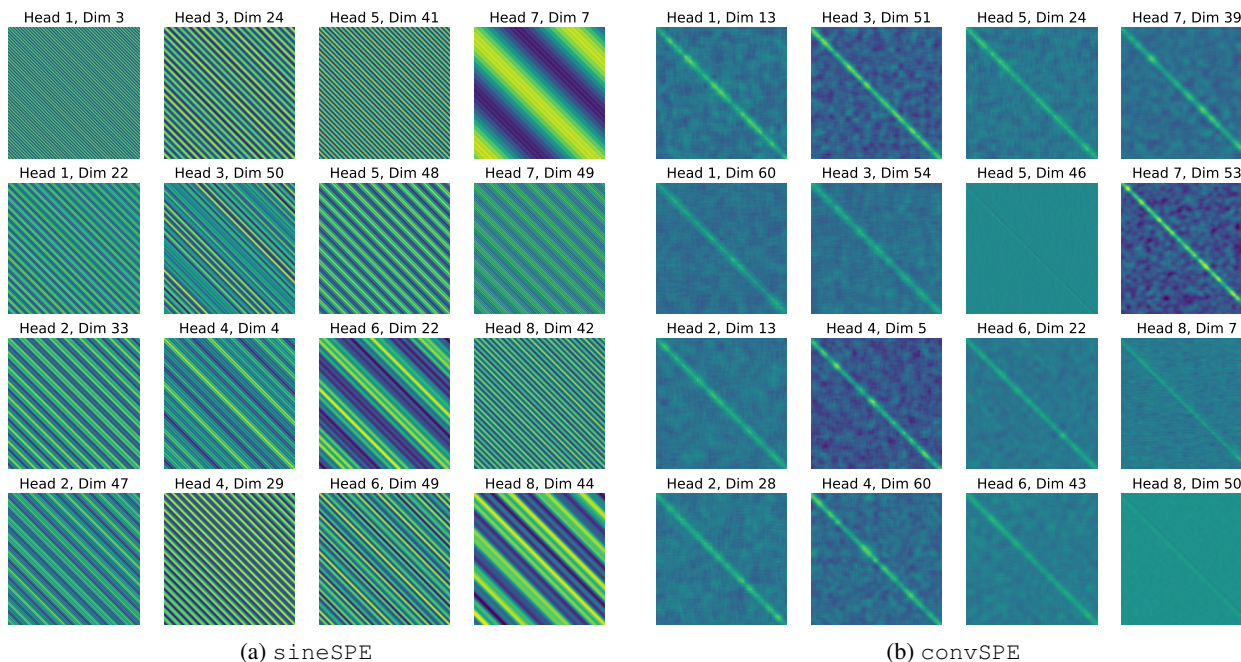 Head 1, Dim 3 Head 3, Dim 24 Head 5, Dim 41 Head 7, Dim 7
Head 1, Dim 22 Head 3, Dim 50 Head 5, Dim 48 Head 7, Dim 49
Head 2, Dim 33 Head 4, Dim 4 Head 6, Dim 22 Head 8, Dim 42
Head 2, Dim 47 Head 4, Dim 29 Head 6, Dim 49 Head 8, Dim 44
(a) sineSPE
Head 1, Dim 13 Head 3, Dim 51 Head 5, Dim 24 Head 7, Dim 39
Head 1, Dim 60 Head 3, Dim 54 Head 5, Dim 46 Head 7, Dim 53
Head 2, Dim 13 Head 4, Dim 5 Head 6, Dim 22 Head 8, Dim 7
Head 2, Dim 28 Head 4, Dim 60 Head 6, Dim 43 Head 8, Dim 50
(b) convSPE